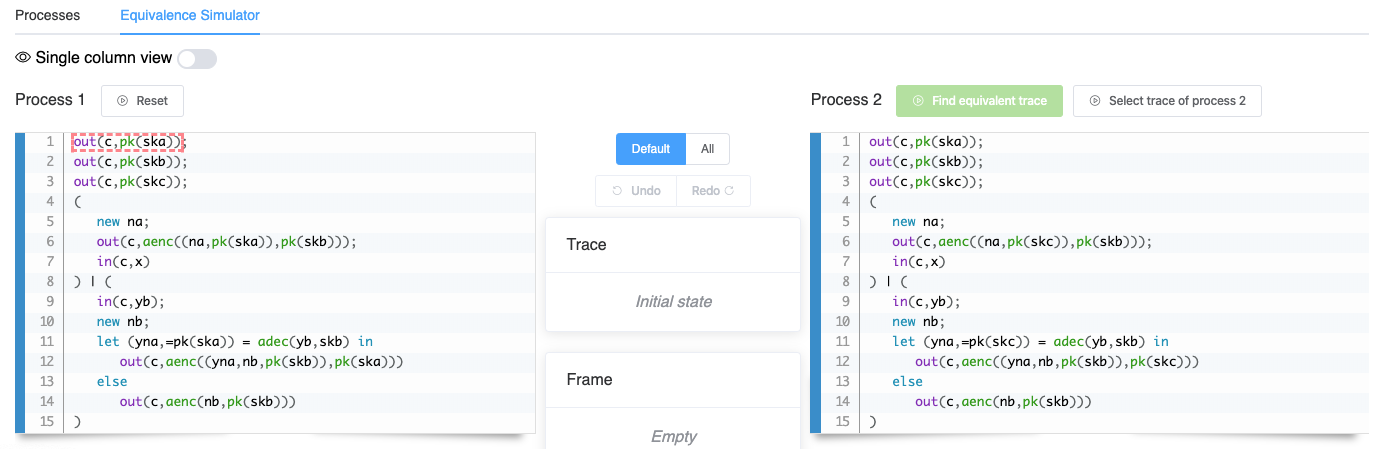 Processes Equivalence Simulator
Single column view
Process 1 Reset
1 out(c,pk(ska));
2 out(c,pk(skb));
3 out(c,pk(skc));
4 (
5 new na;
6 out(c,aenc((na,pk(ska)),pk(skb)));
7 in(c,x)
8 ) | (
9 in(c,yb);
10 new nb;
11 let (yna,=pk(ska)) = adec(yb,skb) in
12 out(c,aenc((yna,nb,pk(skb)),pk(ska)))
13 else
14 out(c,aenc(nb,pk(skb)))
15 )
Default All
Undo Redo
Trace
Initial state
Frame
Empty
Process 2 Find equivalent trace Select trace of process 2
1 out(c,pk(ska));
2 out(c,pk(skb));
3 out(c,pk(skc));
4 (
5 new na;
6 out(c,aenc((na,pk(skc)),pk(skb)));
7 in(c,x)
8 ) | (
9 in(c,yb);
10 new nb;
11 let (yna,=pk(skc)) = adec(yb,skb) in
12 out(c,aenc((yna,nb,pk(skb)),pk(skc)))
13 else
14 out(c,aenc(nb,pk(skb)))
15 )